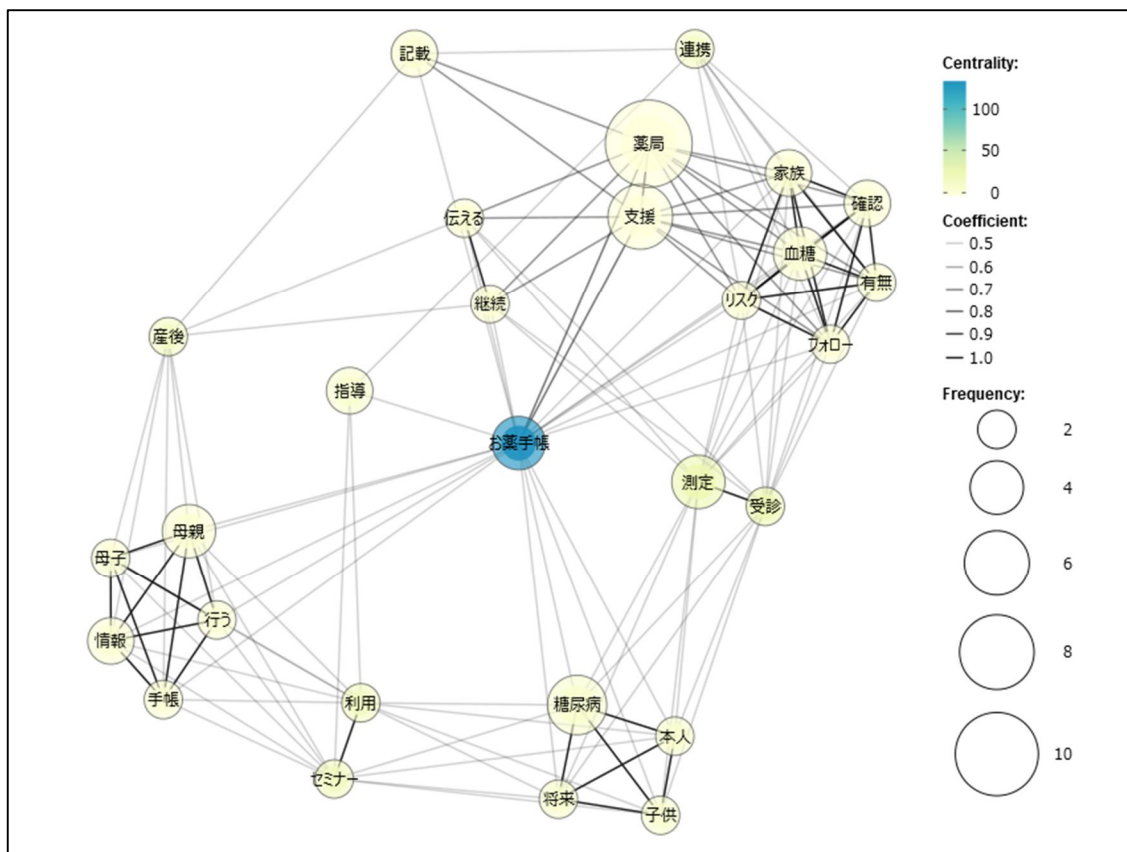 記載
連携
薬局
家族
支援
伝える
確認
血糖
有無
継続
リスク
フォロー
産後
指導
お薬手帳
測定
受診
母親
母子
行う
情報
手帳
利用
糖尿病
本人
セミナー
将来
子供
Centrality:
100
50
0
Coefficient:
0.5
0.6
0.7
0.8
0.9
1.0
Frequency:
2
4
6
8
10